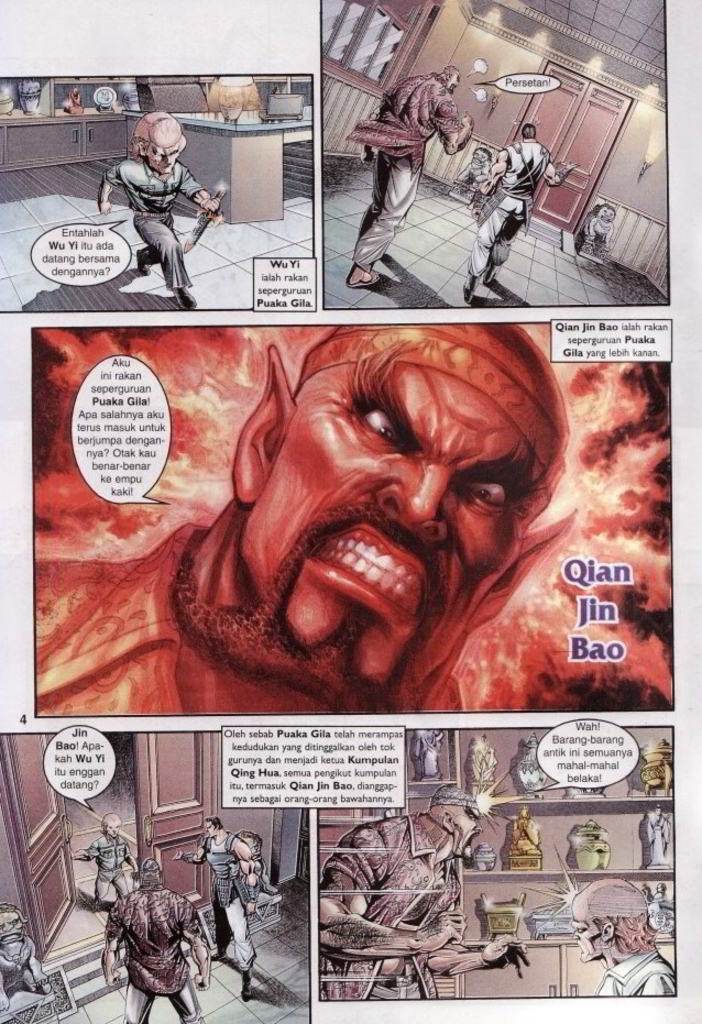 Entahlah
Wu Yi itu ada
datang bersama
dengannya?
Wu Yi
ialah rakan
seperguruan
Puaka Gila.
Persetan!
Qian Jin Bao ialah rakan
seperguruan Puaka
Gila yang lebih kanan.
Aku
ini rakan
seperguruan
Puaka Gila!
Apa salahnya aku
terus masuk untuk
berjumpa dengan-
nya? Otak kau
benar-benar
ke empu
kaki!
Qian
Jin
Bao
4
Jin
Bao! Apa-
kah Wu Yi
itu enggan
datang?
Oleh sebab Puaka Gila telah merampas
kedudukan yang ditinggalkan oleh tok
gurunya dan menjadi ketua Kumpulan
Qing Hua, semua pengikut kumpulan
itu, termasuk Qian Jin Bao, dianggap-
nya sebagai orang-orang bawahannya.
Wah!
Barang-barang
antik ini semuanya
mahal-mahal
belaka!